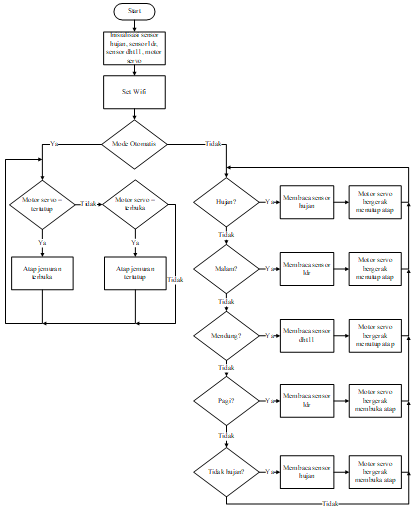 Start
Inisialisasi sensor
hujan, sensor ldr,
sensor dht11, motor
servo
Set Wifi
Mode Otomatis
Ya
Tidak
Motor servo =
tertutap
Tidak
Motor servo =
terbuka
Ya
Ya
Tidak
Atap jemuran
terbuka
Atap jemuran
tertutap
Hujan?
Ya
Membaca sensor
hujan
Motor servo
bergerak
menutup atap
Tidak
Malam?
Ya
Membaca sensor
ldr
Motor servo
bergerak
menutup atap
Tidak
Mendung?
Ya
Membaca sensor
dht11
Motor servo
bergerak
menutup atap
Tidak
Pagi?
Ya
Membaca sensor
ldr
Motor servo
bergerak
membuka atap
Tidak
Tidak hujan?
Ya
Membaca sensor
hujan
Motor servo
bergerak
membuka atap
Tidak